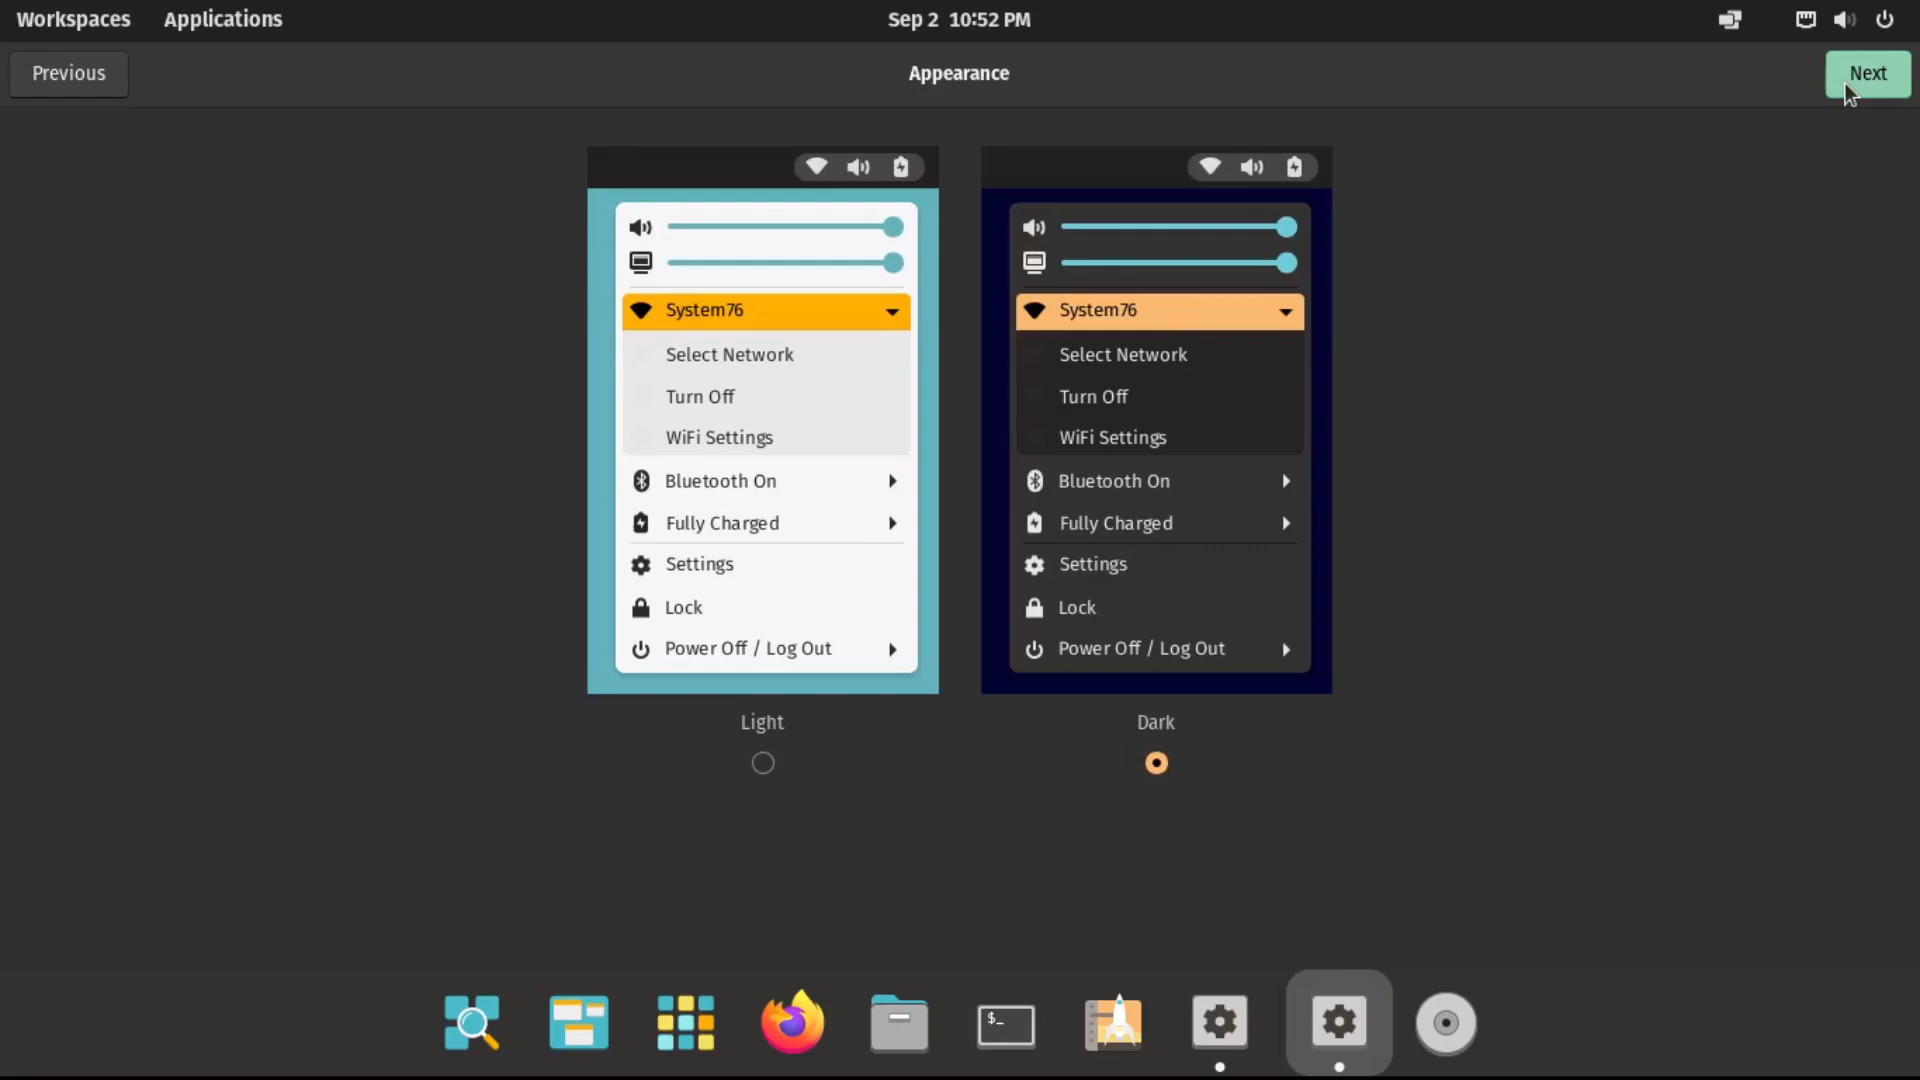 Workspaces Applications Sep 2 10:52 PM
Previous Appearance Next
System76
Select Network
Turn Off
WiFi Settings
Bluetooth On
Fully Charged
Settings
Lock
Power Off / Log Out
Light
System76
Select Network
Turn Off
WiFi Settings
Bluetooth On
Fully Charged
Settings
Lock
Power Off / Log Out
Dark
$_